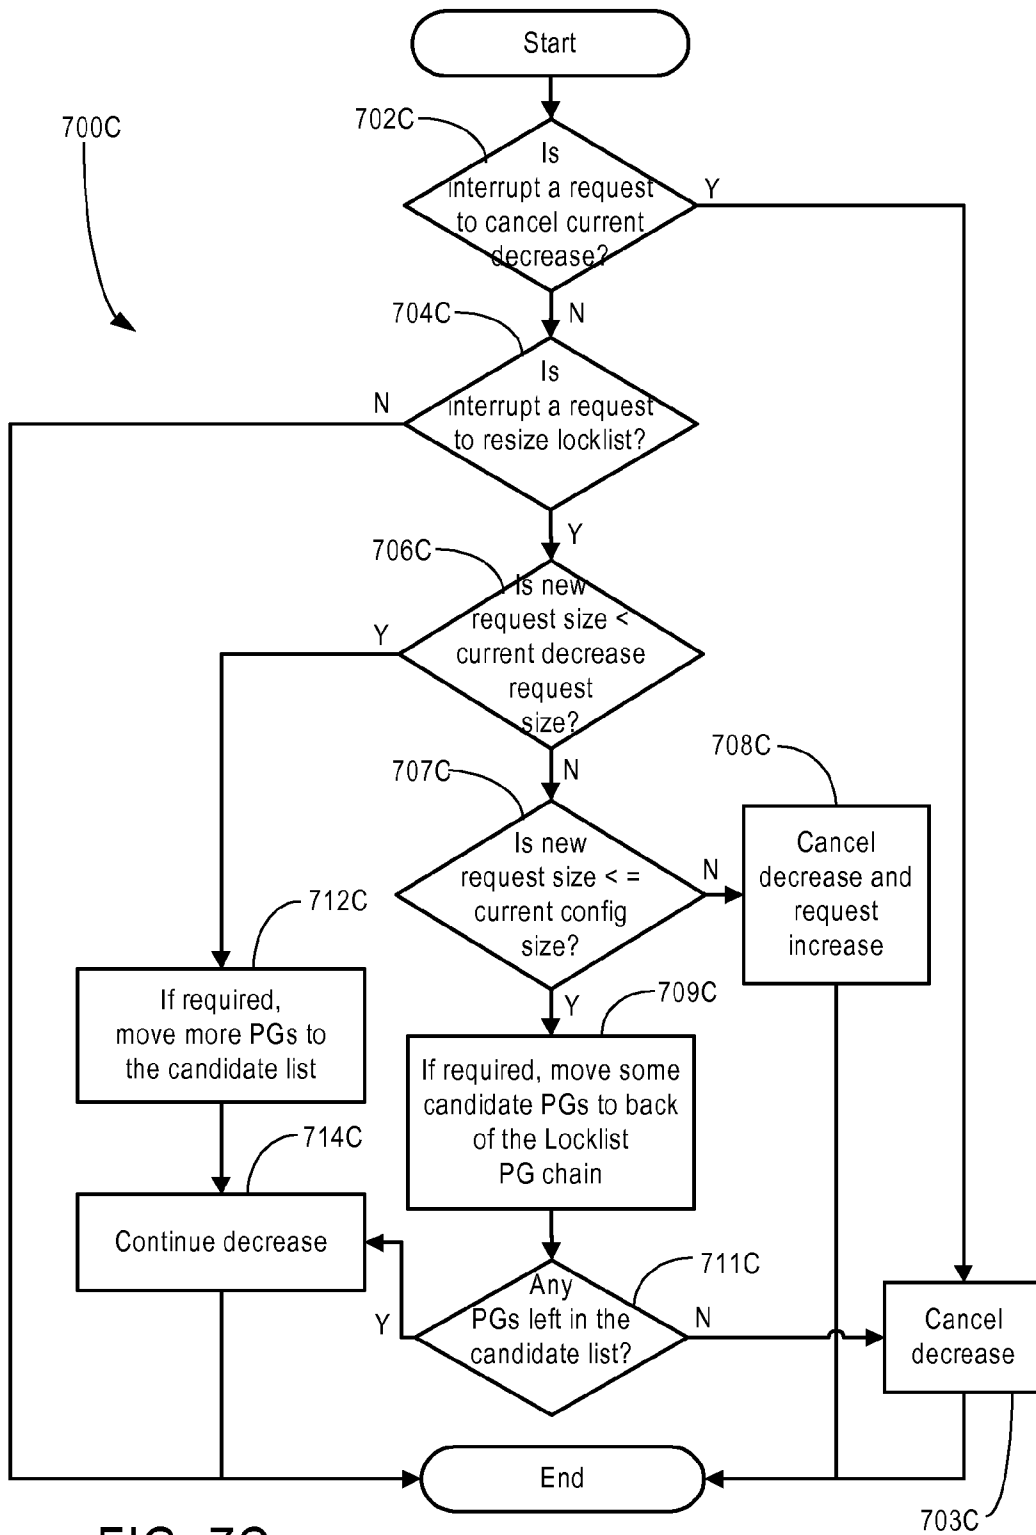 Start
700C
702C
Is
interrupt a request
to cancel current
decrease?
Y
N
704C
Is
interrupt a request
to resize locklist?
N
Y
706C
Is new
request size <
current decrease
request
size?
Y
N
707C
Is new
request size < =
current config
size?
N
708C
Cancel
decrease and
request
increase
Y
712C
If required,
move more PGs to
the candidate list
709C
If required, move some
candidate PGs to back
of the Locklist
PG chain
714C
Continue decrease
711C
Any
PGs left in the
candidate list?
Y
N
Cancel
decrease
703C
End
FIG. 7C